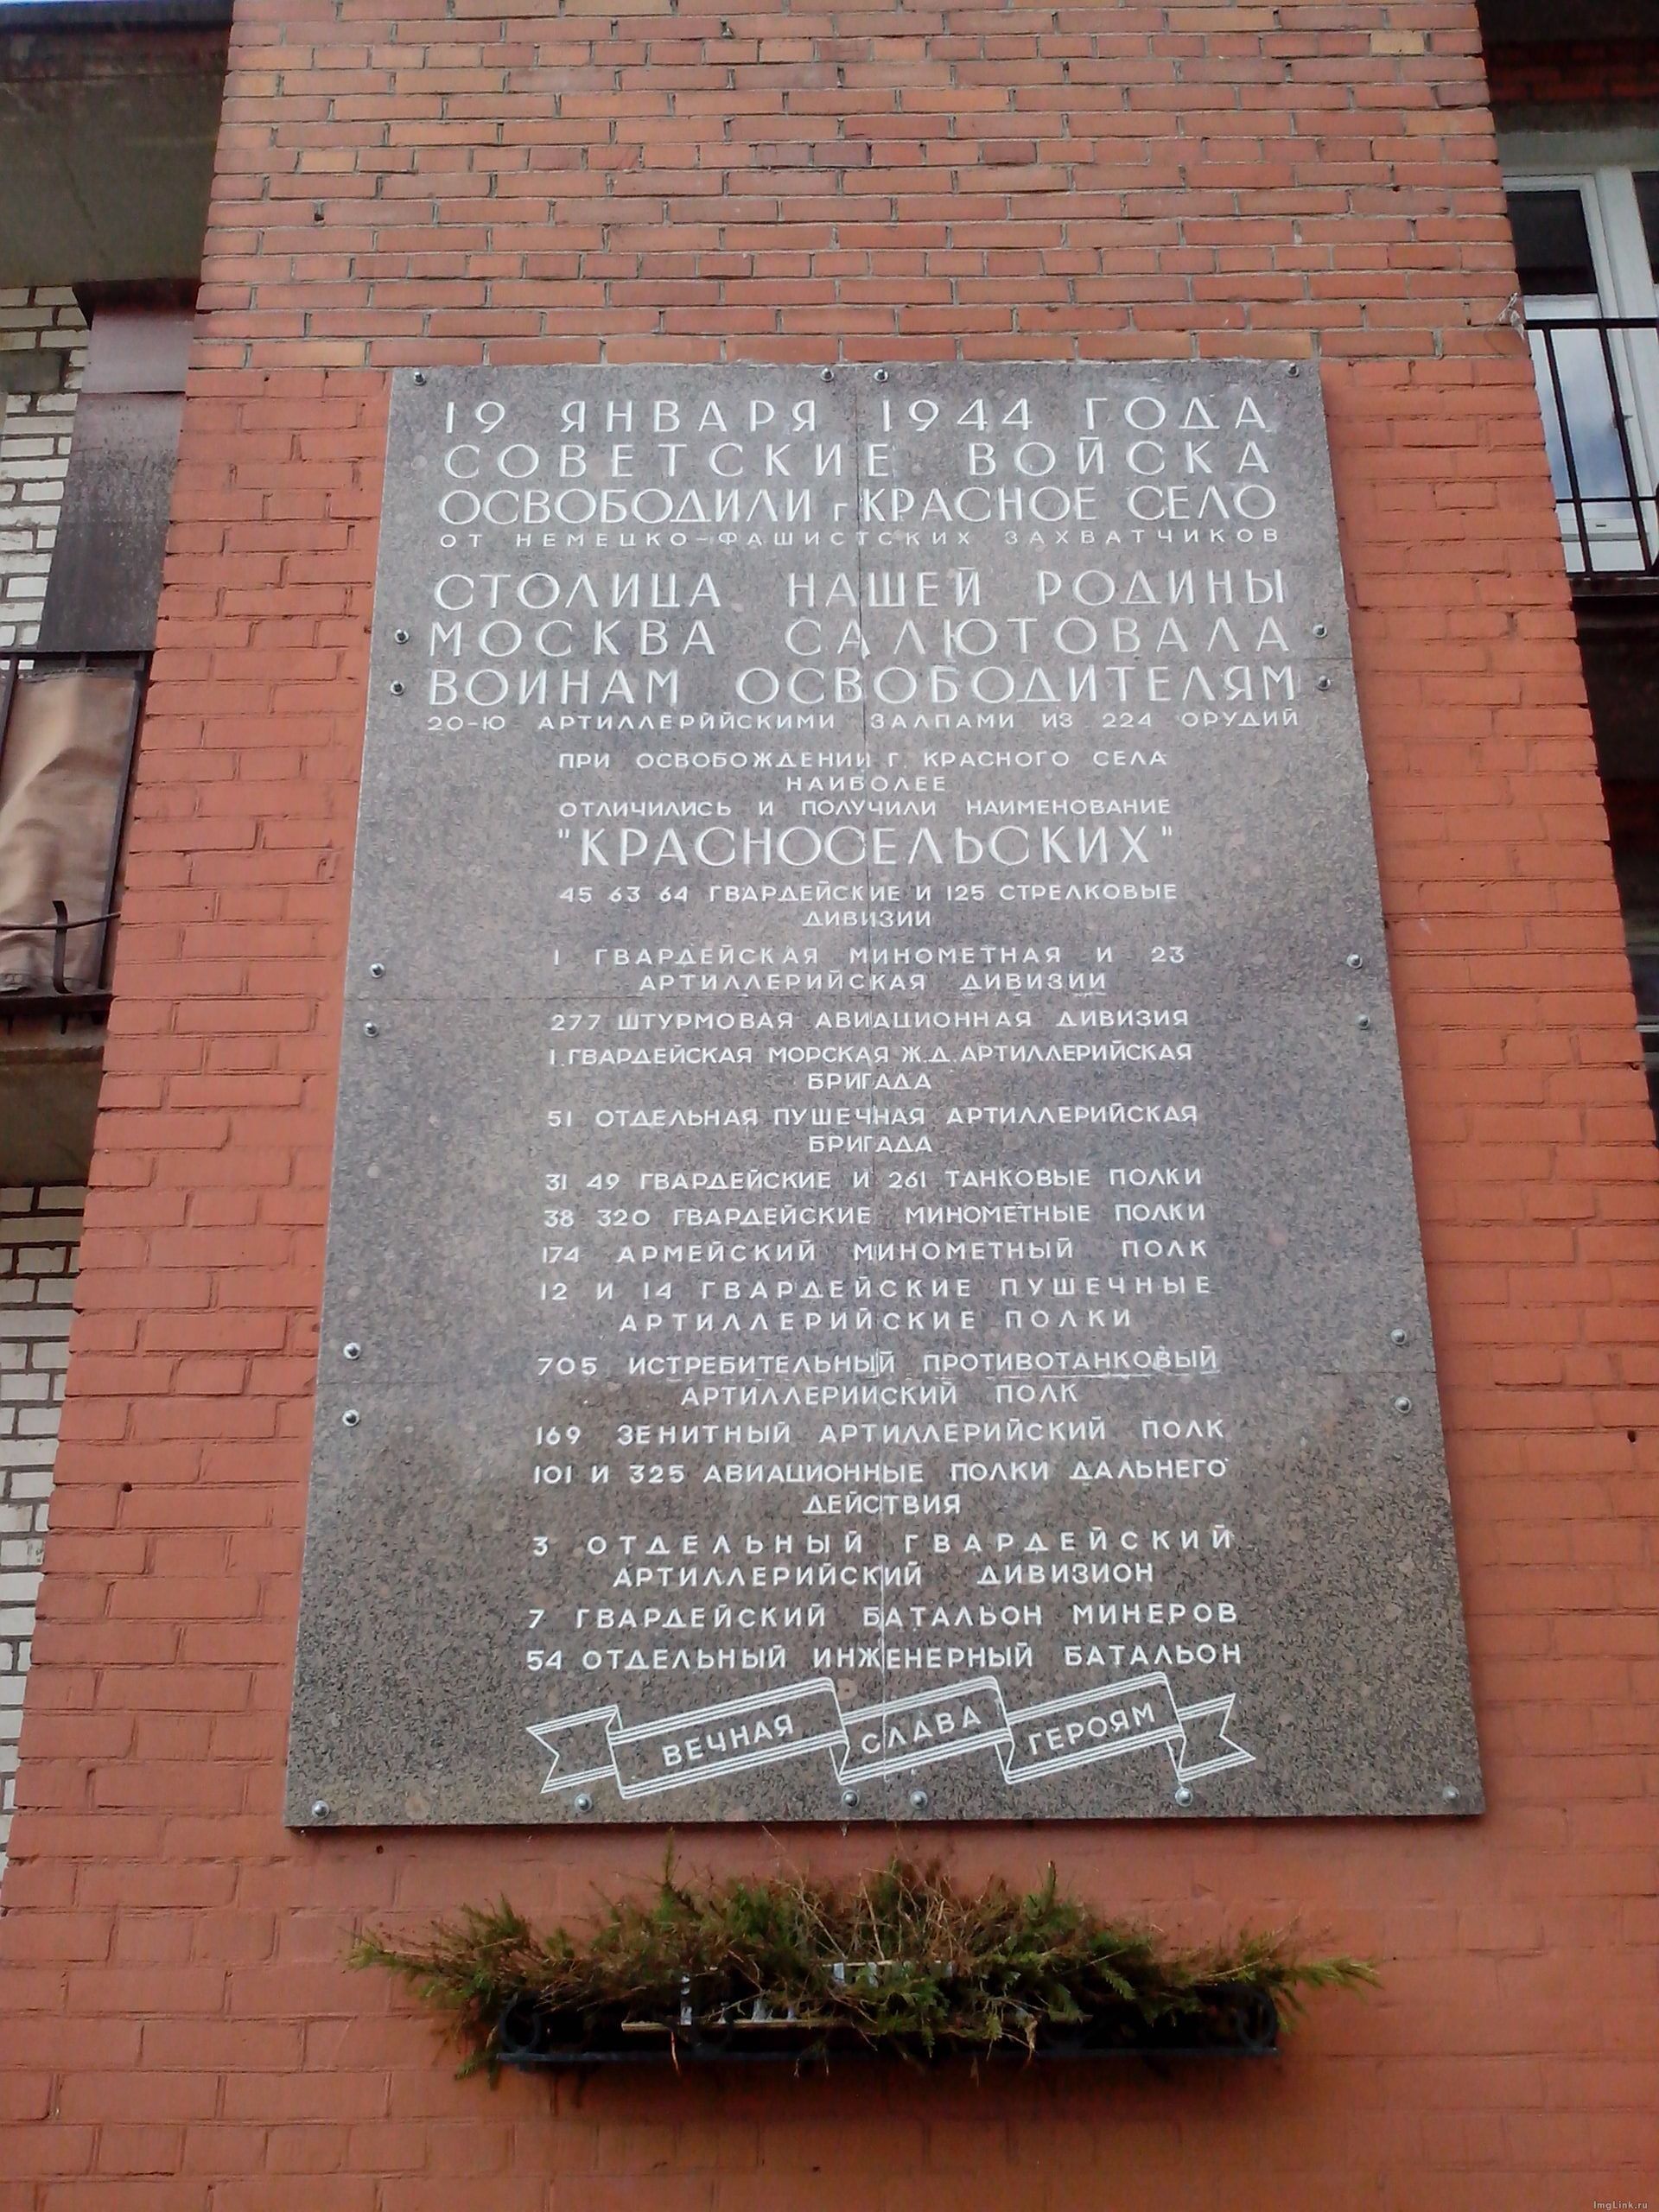 19 ЯНВАРЯ 1944 ГОДА
СОВЕТСКИЕ ВОЙСКА
ОСВОБОДИЛИ г КРАСНОЕ СЕЛО
ОТ НЕМЕЦКО-ФАШИСТСКИХ ЗАХВАТЧИКОВ
СТОЛИЦА НАШЕЙ РОДИНЫ
МОСКВА САЛЮТОВАЛА
ВОИНАМ ОСВОБОДИТЕЛЯМ
20-Ю АРТИЛЛЕРИЙСКИМИ ЗАЛПАМИ ИЗ 224 ОРУДИЙ
ПРИ ОСВОБОЖДЕНИИ Г. КРАСНОГО СЕЛА
НАИБОЛЕЕ
ОТЛИЧИЛИСЬ И ПОЛУЧИЛИ НАИМЕНОВАНИЕ
"КРАСНОСЕЛЬСКИХ"
45 63 64 ГВАРДЕЙСКИЕ И 125 СТРЕЛКОВЫЕ
ДИВИЗИИ
1 ГВАРДЕЙСКАЯ МИНОМЕТНАЯ И 23
АРТИЛЛЕРИЙСКАЯ ДИВИЗИИ
277 ШТУРМОВАЯ АВИАЦИОННАЯ ДИВИЗИЯ
1.ГВАРДЕЙСКАЯ МОРСКАЯ Ж.Д.АРТИЛЛЕРИЙСКАЯ
БРИГАДА
51 ОТДЕЛЬНАЯ ПУШЕЧНАЯ АРТИЛЛЕРИЙСКАЯ
БРИГАДА
31 49 ГВАРДЕЙСКИЕ И 261 ТАНКОВЫЕ ПОЛКИ
38 320 ГВАРДЕЙСКИЕ МИНОМЕТНЫЕ ПОЛКИ
174 АРМЕЙСКИЙ МИНОМЕТНЫЙ ПОЛК
12 И 14 ГВАРДЕЙСКИЕ ПУШЕЧНЫЕ
АРТИЛЛЕРИЙСКИЕ ПОЛКИ
705 ИСТРЕБИТЕЛЬНЫЙ ПРОТИВОТАНКОВЫЙ
АРТИЛЛЕРИЙСКИЙ ПОЛК
169 ЗЕНИТНЫЙ АРТИЛЛЕРИЙСКИЙ ПОЛК
101 И 325 АВИАЦИОННЫЕ ПОЛКИ ДАЛЬНЕГО
ДЕЙСТВИЯ
3 ОТДЕЛЬНЫЙ ГВАРДЕЙСКИЙ
АРТИЛЛЕРИЙСКИЙ ДИВИЗИОН
7 ГВАРДЕЙСКИЙ БАТАЛЬОН МИНЕРОВ
54 ОТДЕЛЬНЫЙ ИНЖЕНЕРНЫЙ БАТАЛЬОН
ВЕЧНАЯ СЛАВА ГЕРОЯМ
ImgLink.ru